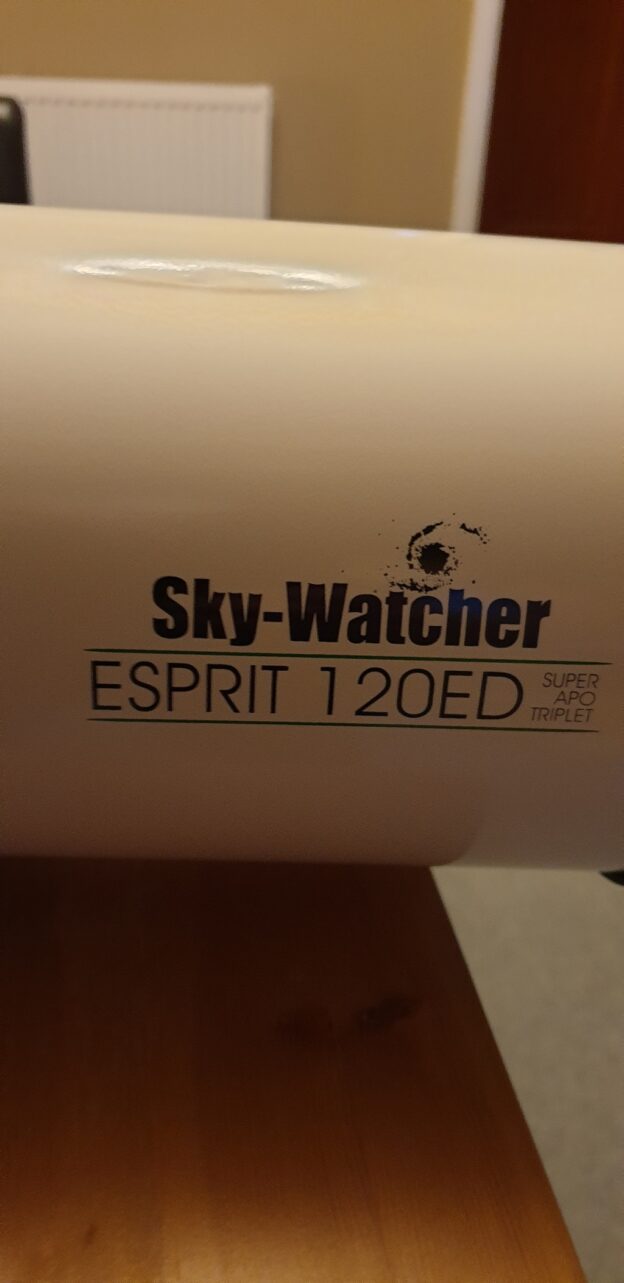 Sky-Watcher
ESPRIT 120ED
SUPER
APO
TRIPLET